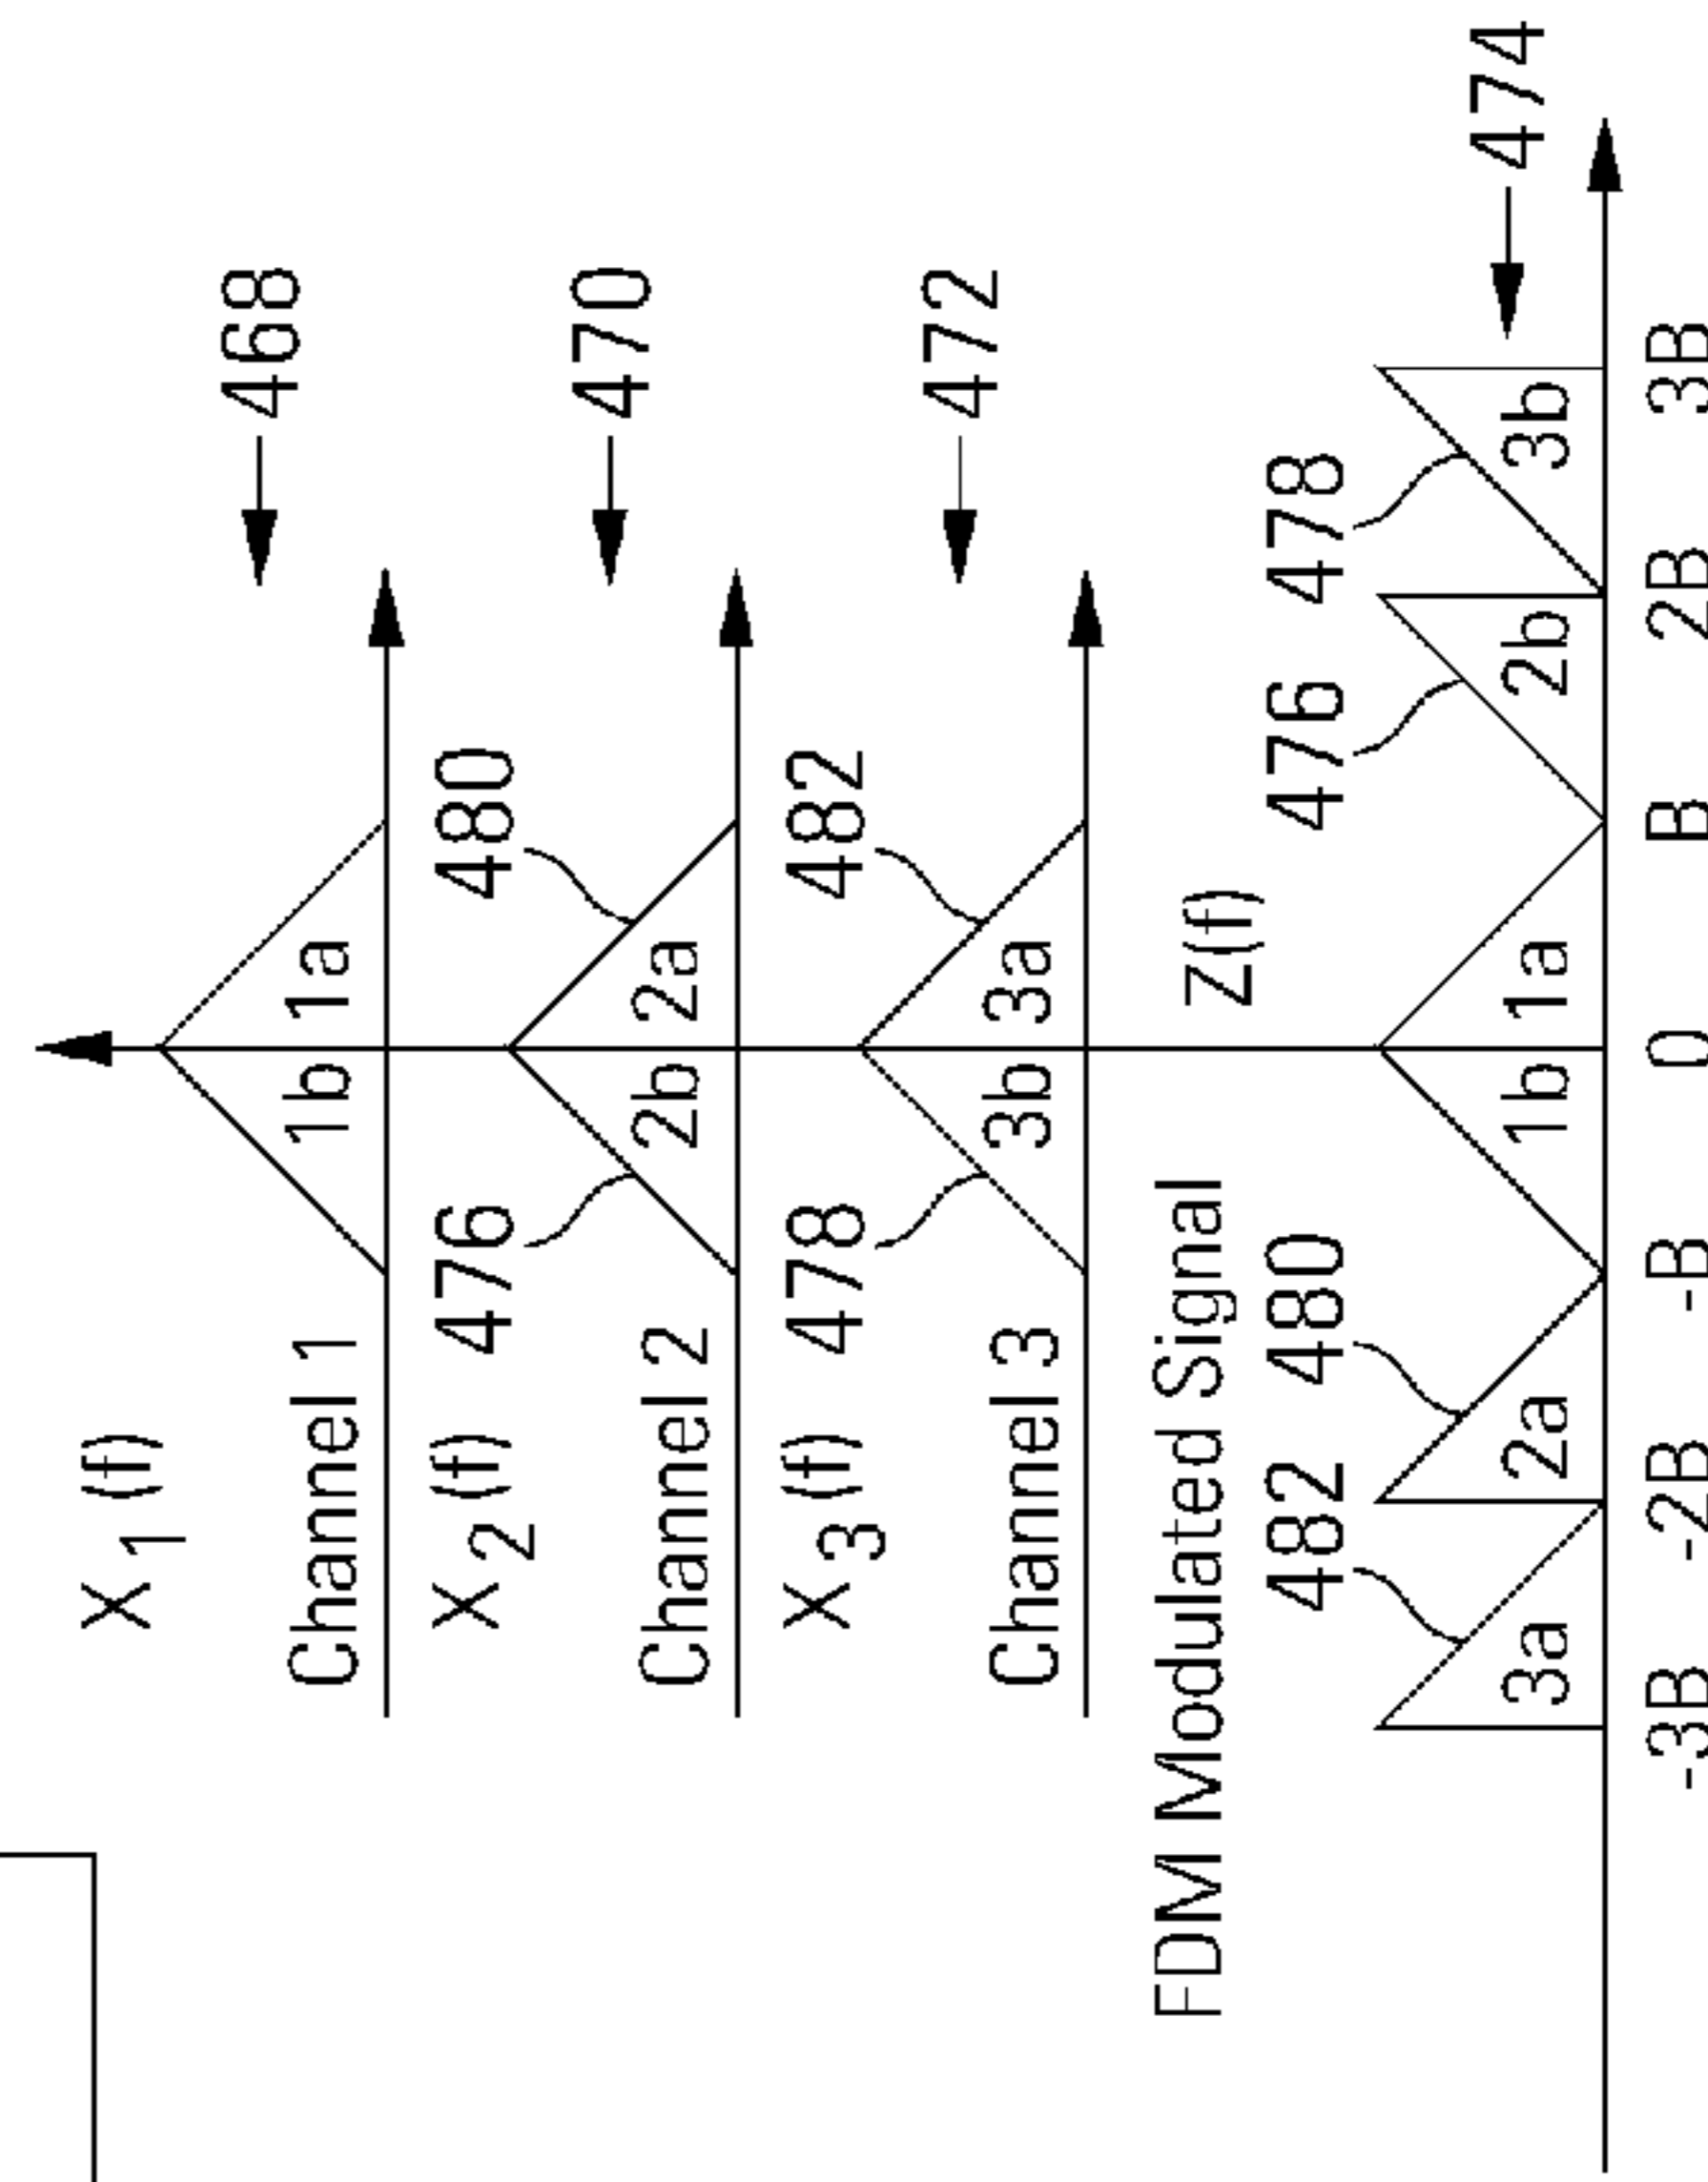 X1(f)
468
Channel 1
1b
1a
X2(f)
476
480
470
Channel 2
2b
2a
X3(f)
478
482
472
Channel 3
3b
3a
FDM Modulated Signal
Z(f)
482
480
476
478
474
3a
2a
1b
1a
2b
3b
-3B
-2B
-B
0
B
2B
3B